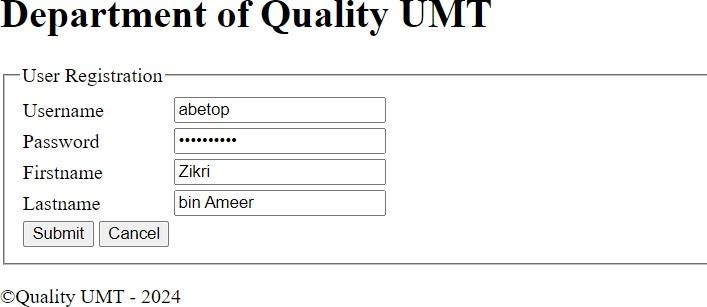 Department of Quality UMT
User Registration
Username abetop
Password ••••••••••
Firstname Zikri
Lastname bin Ameer
Submit Cancel
©Quality UMT - 2024